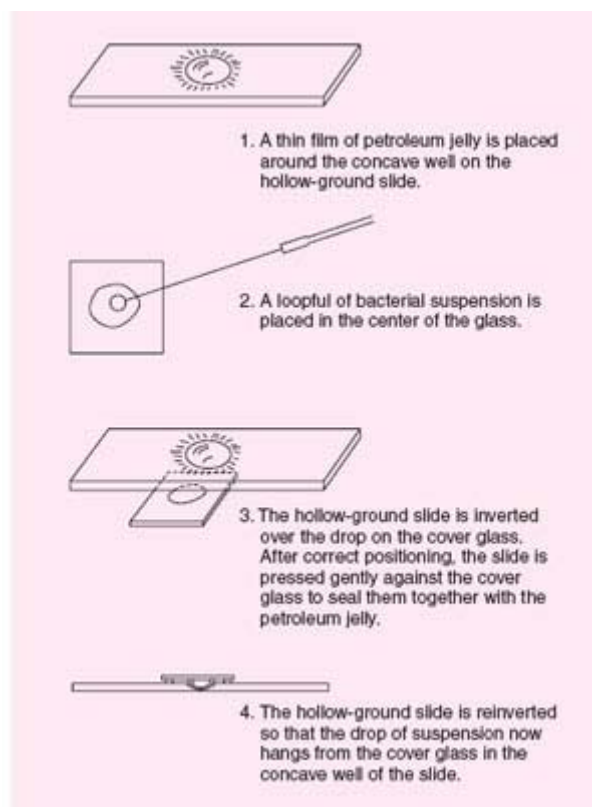 1. A thin film of petroleum jelly is placed
around the concave well on the
hollow-ground slide.
2. A loopful of bacterial suspension is
placed in the center of the glass.
3. The hollow-ground slide is inverted
over the drop on the cover glass.
After correct positioning, the slide is
pressed gently against the cover
glass to seal them together with the
petroleum jelly.
4. The hollow-ground slide is reinverted
so that the drop of suspension now
hangs from the cover glass in the
concave well of the slide.